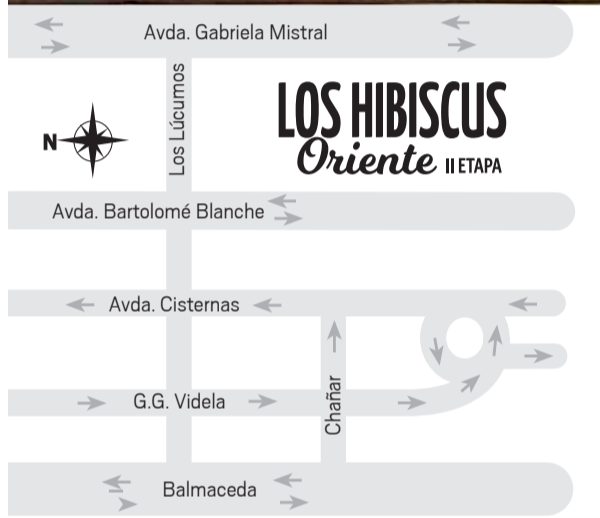 Avda. Gabriela Mistral
Los Lúcumos
LOS HIBISCUS
Oriente II ETAPA
N
Avda. Bartolomé Blanche
Avda. Cisternas
G.G. Videla
Chañar
Balmaceda